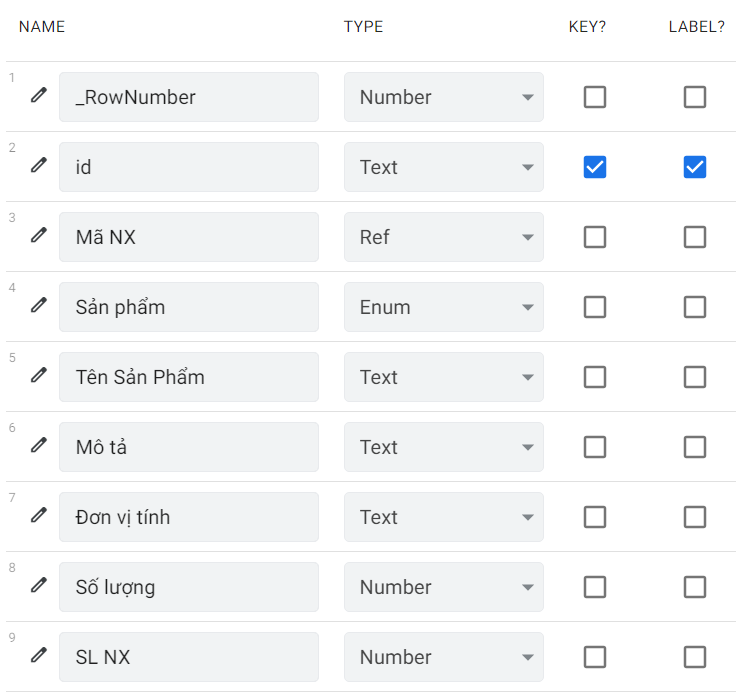 NAME TYPE KEY? LABEL?
1 _RowNumber Number
2 id Text
3 Mã NX Ref
4 Sản phẩm Enum
5 Tên Sản Phẩm Text
6 Mô tả Text
7 Đơn vị tính Text
8 Số lượng Number
9 SL NX Number